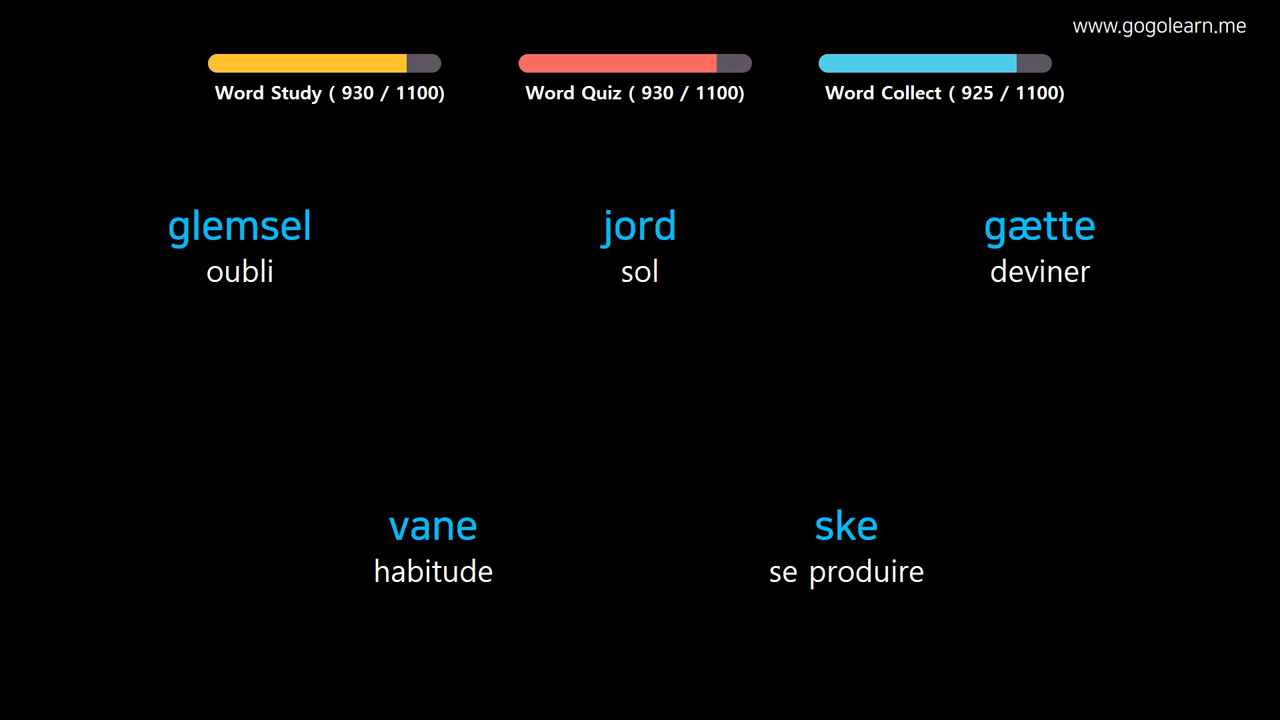 www.gogolearn.me
Word Study ( 930 / 1100)
Word Quiz ( 930 / 1100)
Word Collect ( 925 / 1100)
glemsel
oubli
jord
sol
gætte
deviner
vane
habitude
ske
se produire